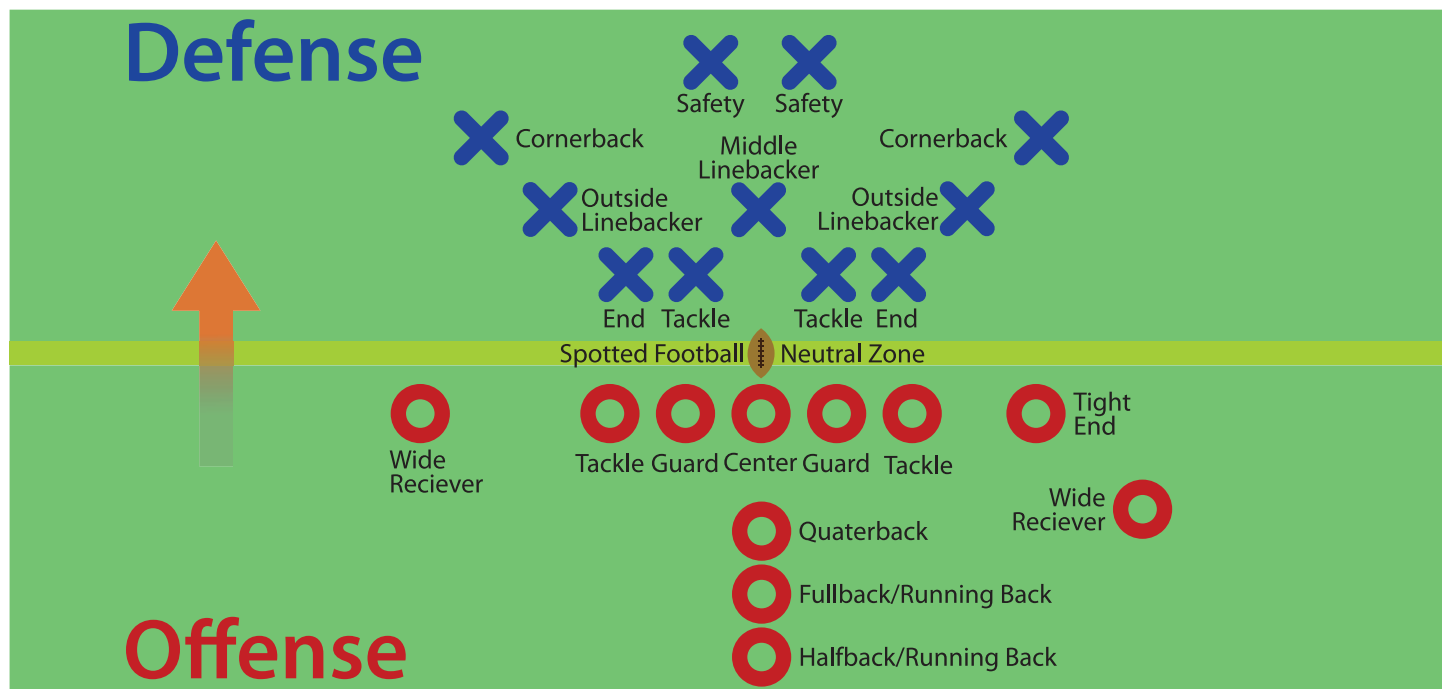 Defense
Safety
Safety
Cornerback
Cornerback
Middle
Linebacker
Outside
Linebacker
Outside
Linebacker
End
Tackle
Tackle
End
Spotted Football
Neutral Zone
Wide
Reciever
Tackle
Guard
Center
Guard
Tackle
Tight
End
Wide
Reciever
Quaterback
Fullback/Running Back
Halfback/Running Back
Offense